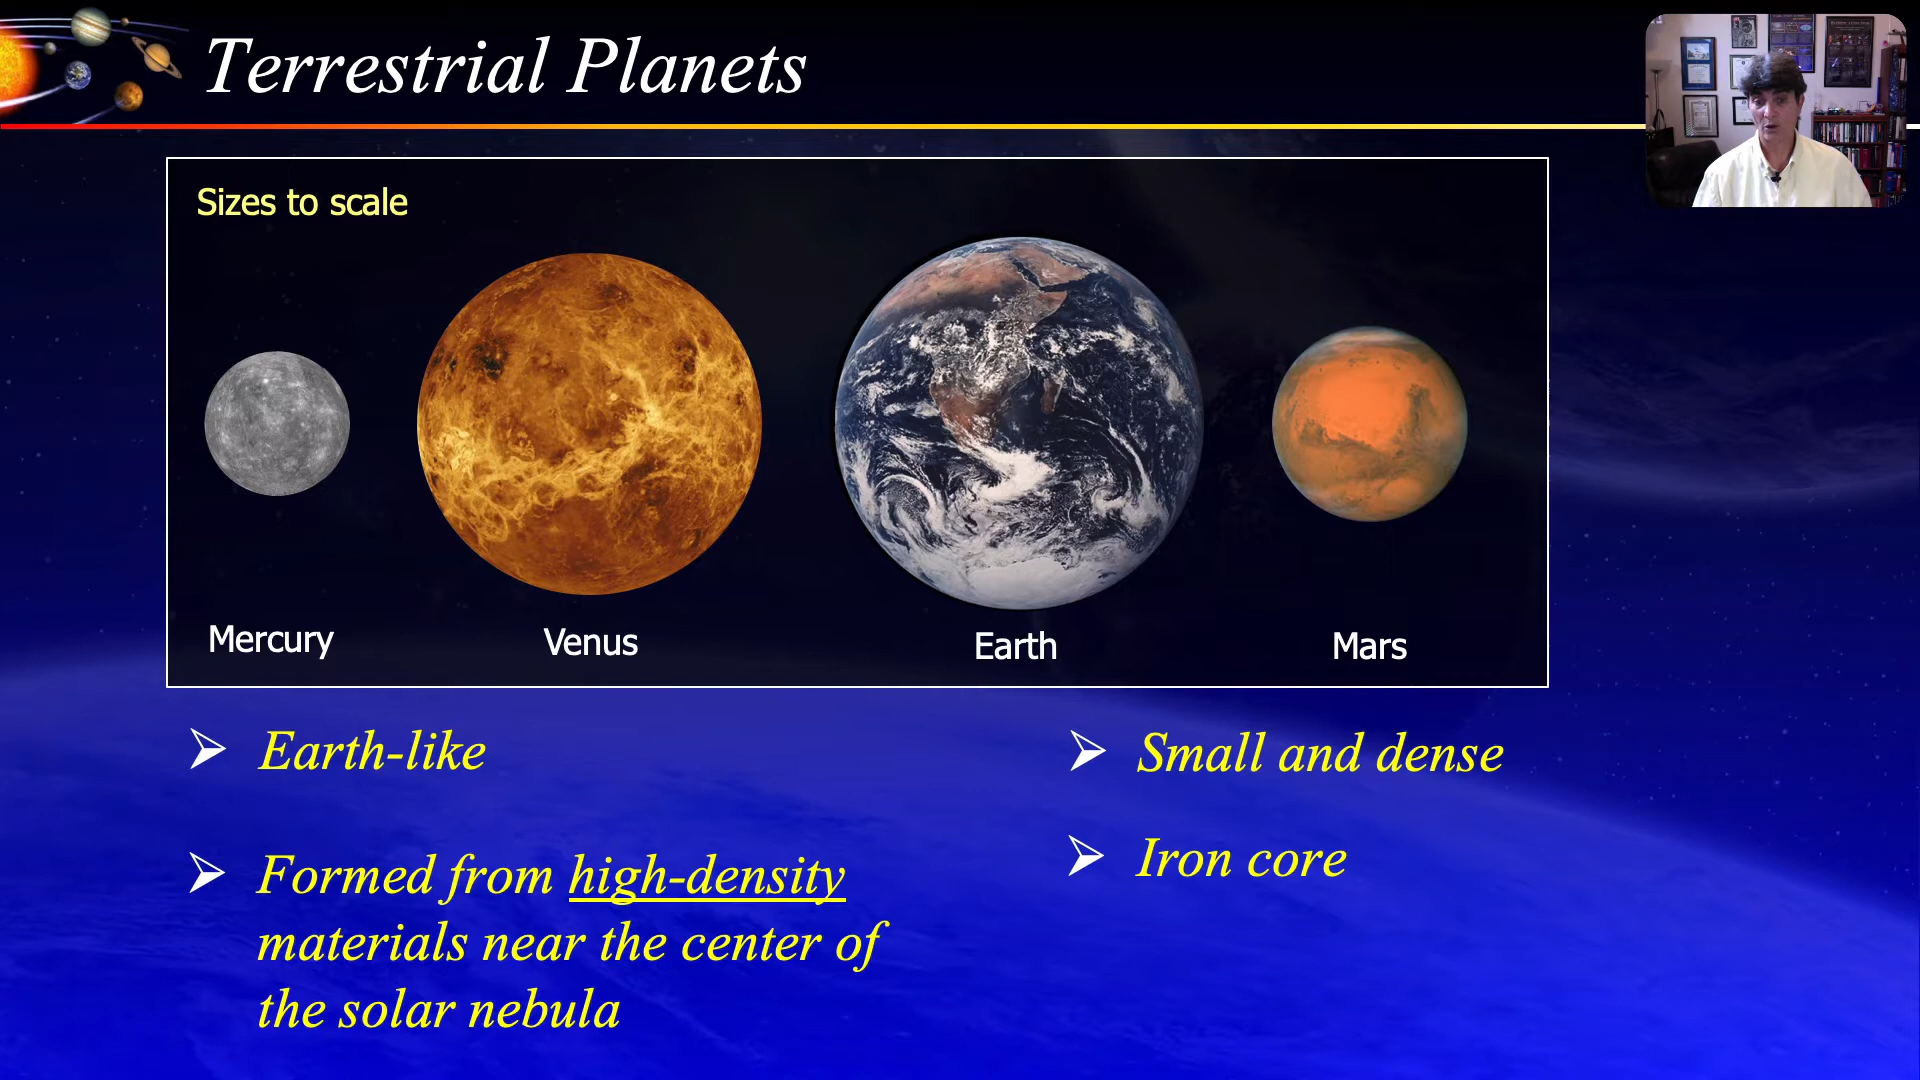 Terrestrial Planets
Sizes to scale
Mercury
Venus
Earth
Mars
➢ Earth-like
➢ Formed from high-density
materials near the center of
the solar nebula
➢ Small and dense
➢ Iron core